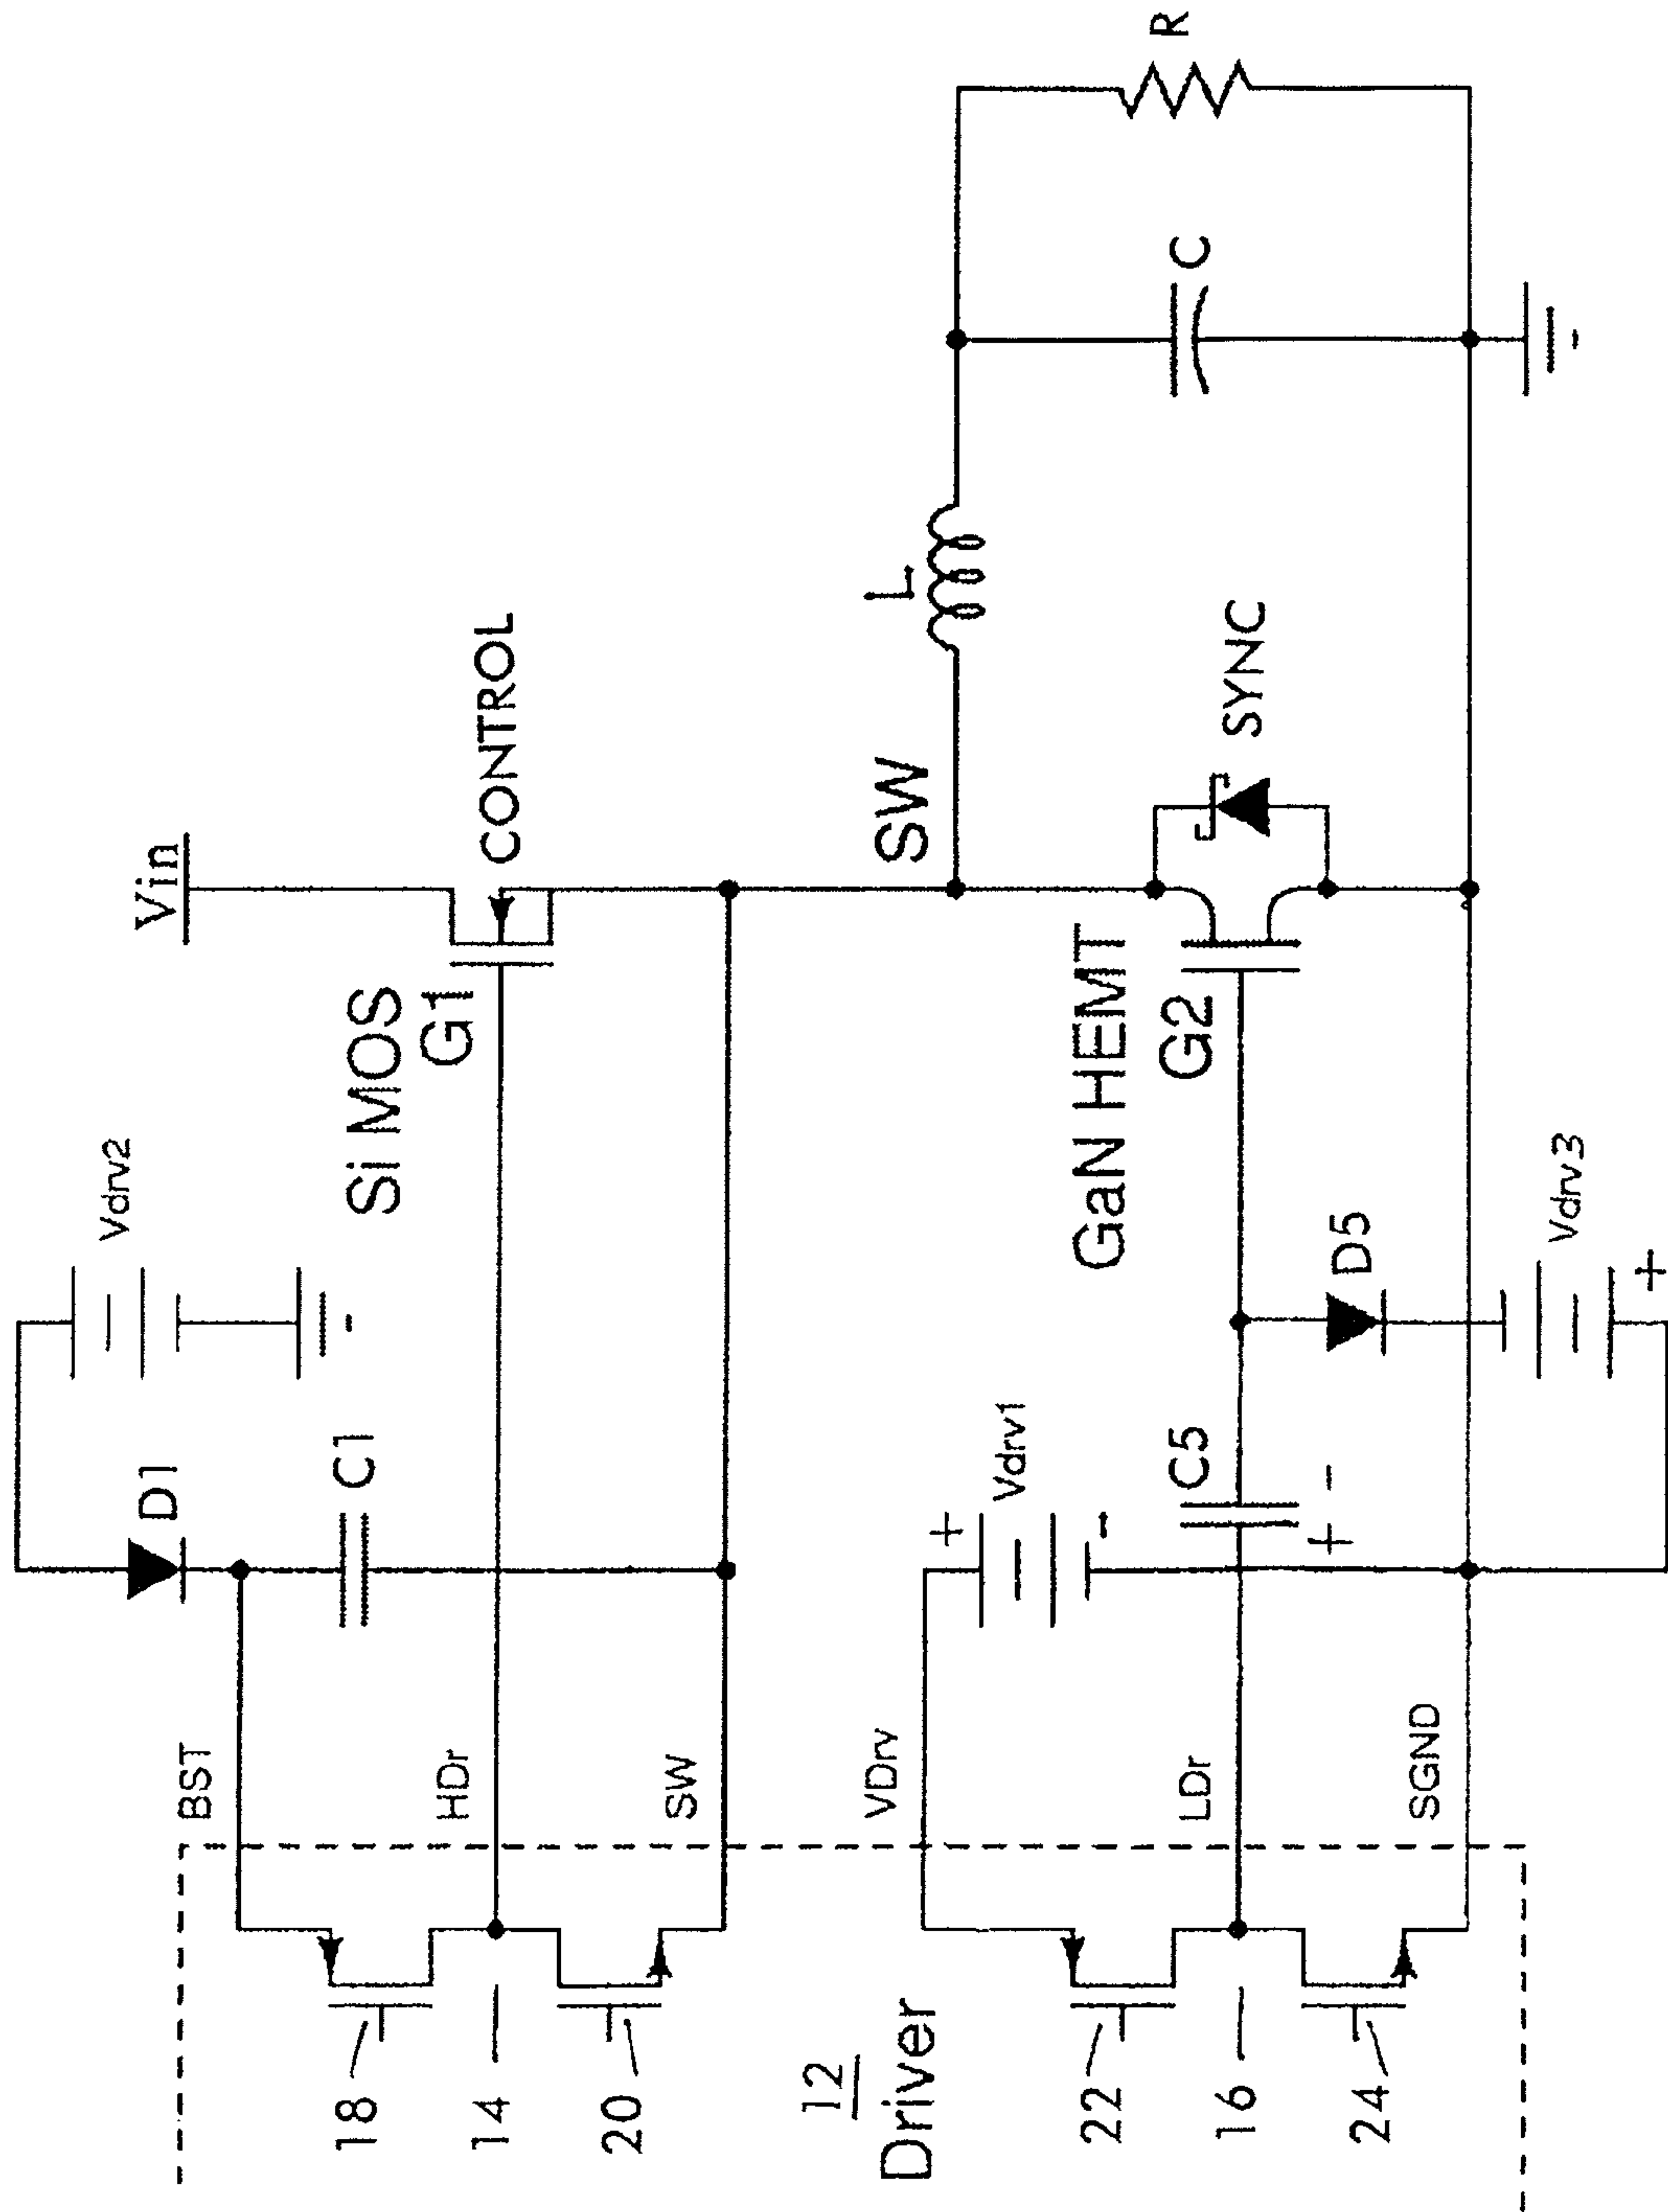 Vin
Vdrv2
D1
C1
BST
HDr
SW
Si MOS
G1
CONTROL
18
14
20
12
Driver
SW
L
C
R
GaN HEMT
G2
SYNC
VDrv
Vdrv1
+
-
LDr
C5
+ -
D5
Vdrv3
+
SGND
22
16
24